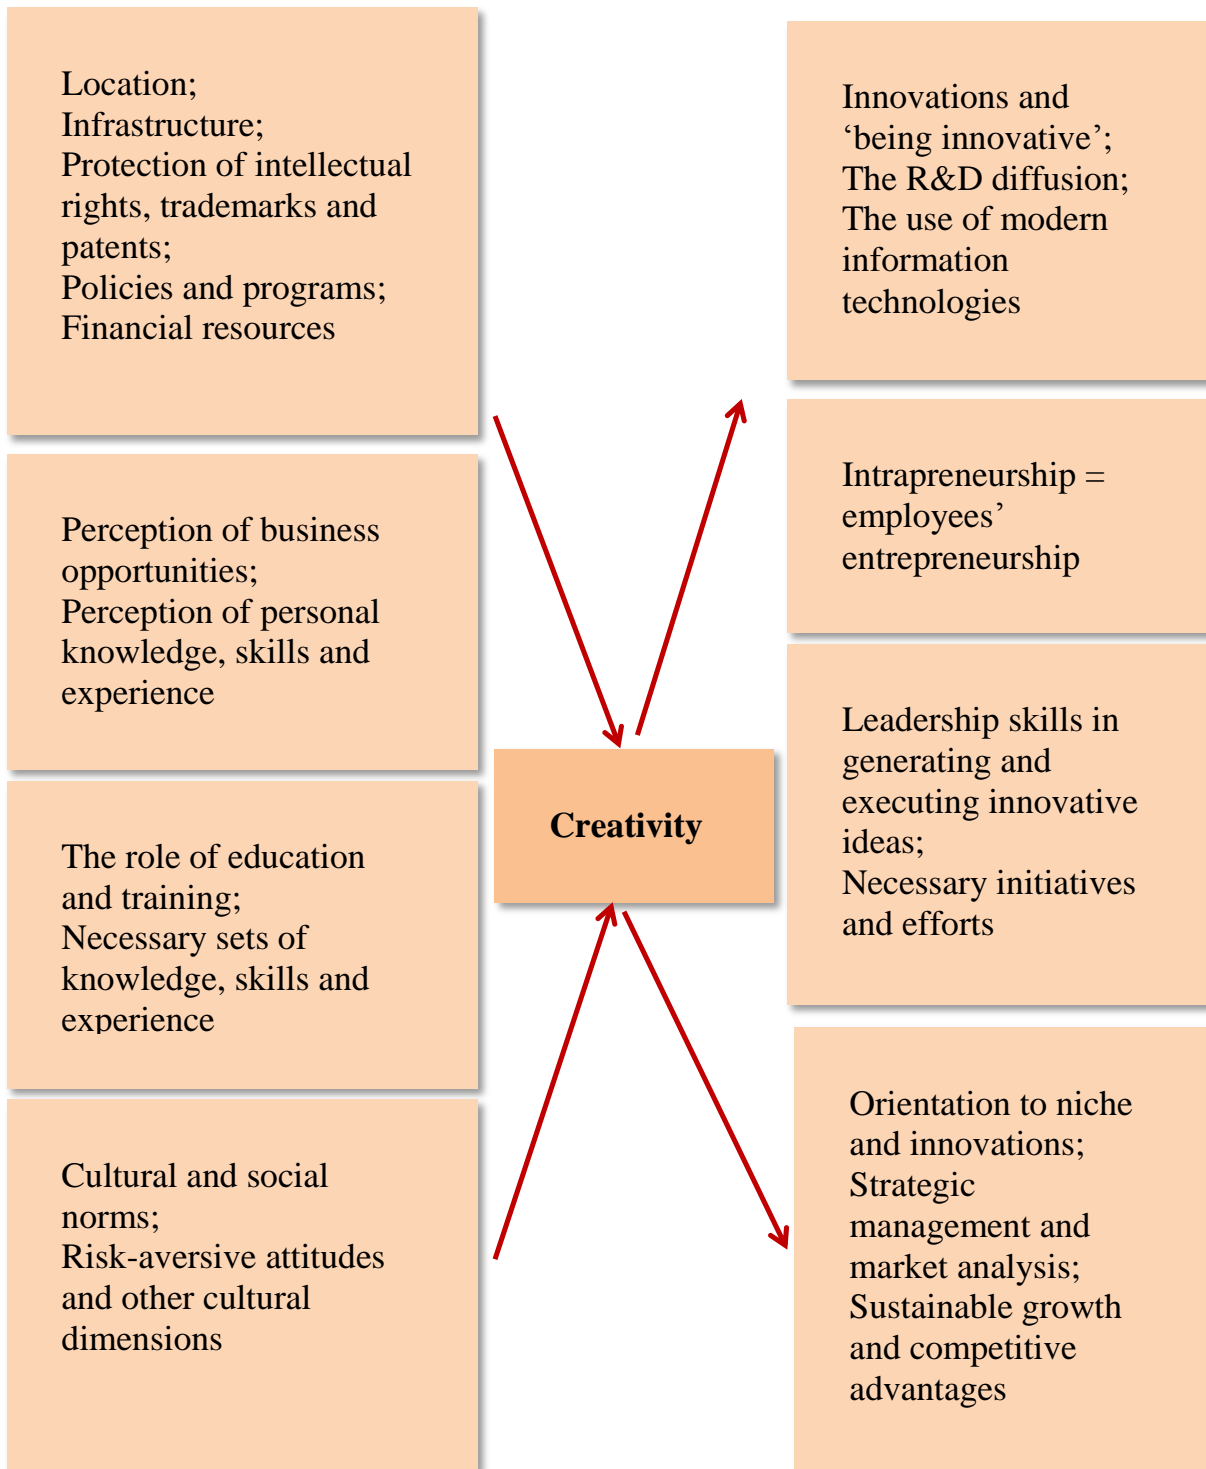 Location;
Infrastructure;
Protection of intellectual
rights, trademarks and
patents;
Policies and programs;
Financial resources
Perception of business
opportunities;
Perception of personal
knowledge, skills and
experience
The role of education
and training;
Necessary sets of
knowledge, skills and
experience
Cultural and social
norms;
Risk-aversive attitudes
and other cultural
dimensions
Creativity
Innovations and
‘being innovative’;
The R&D diffusion;
The use of modern
information
technologies
Intrapreneurship =
employees’
entrepreneurship
Leadership skills in
generating and
executing innovative
ideas;
Necessary initiatives
and efforts
Orientation to niche
and innovations;
Strategic
management and
market analysis;
Sustainable growth
and competitive
advantages